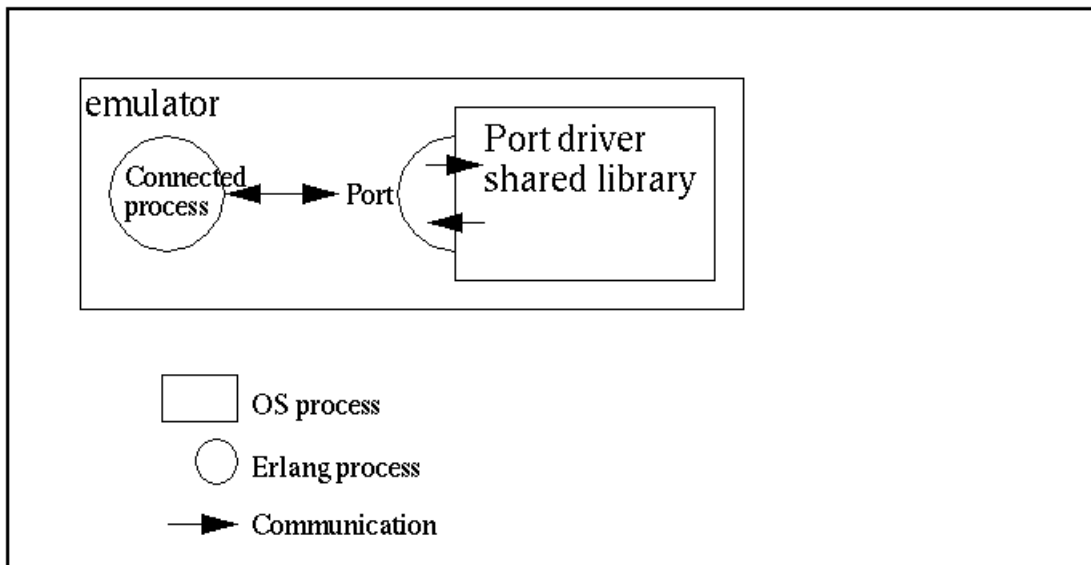 emulator
Connected
process
Port
Port driver
shared library
OS process
Erlang process
Communication